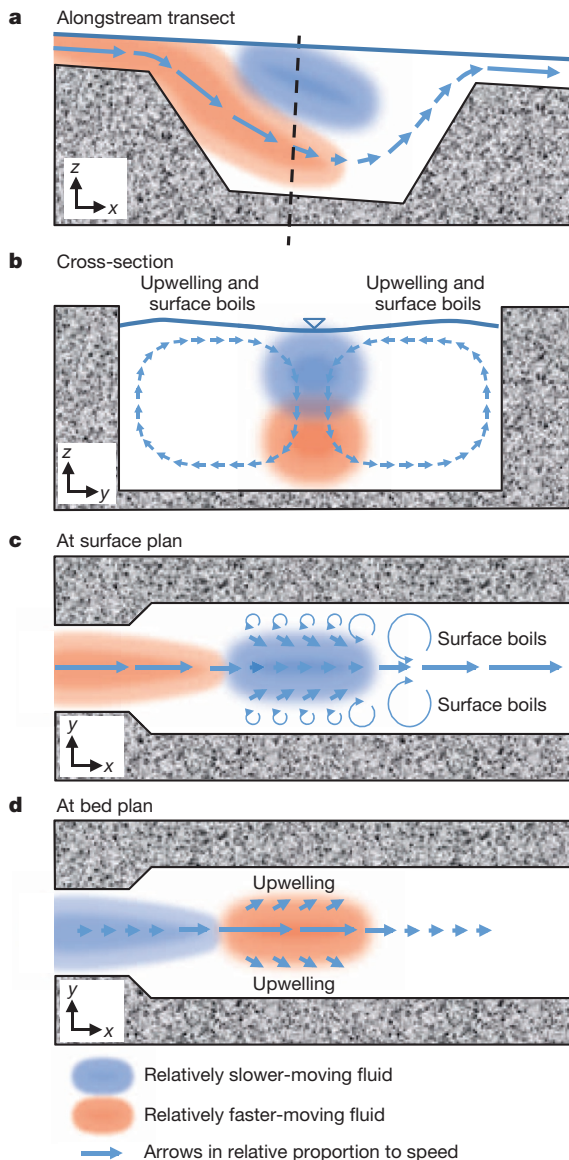 a Alongstream transect
z
x
b Cross-section
Upwelling and
surface boils
Upwelling and
surface boils
z
y
c At surface plan
Surface boils
Surface boils
y
x
d At bed plan
Upwelling
Upwelling
y
x
Relatively slower-moving fluid
Relatively faster-moving fluid
Arrows in relative proportion to speed